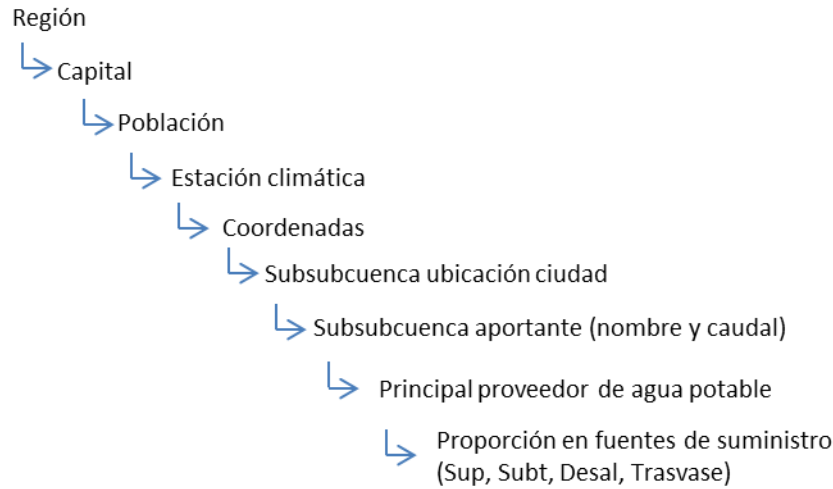 Región
Capital
Población
Estación climática
Coordenadas
Subsubcuenca ubicación ciudad
Subsubcuenca aportante (nombre y caudal)
Principal proveedor de agua potable
Proporción en fuentes de suministro
(Sup, Subt, Desal, Trasvase)